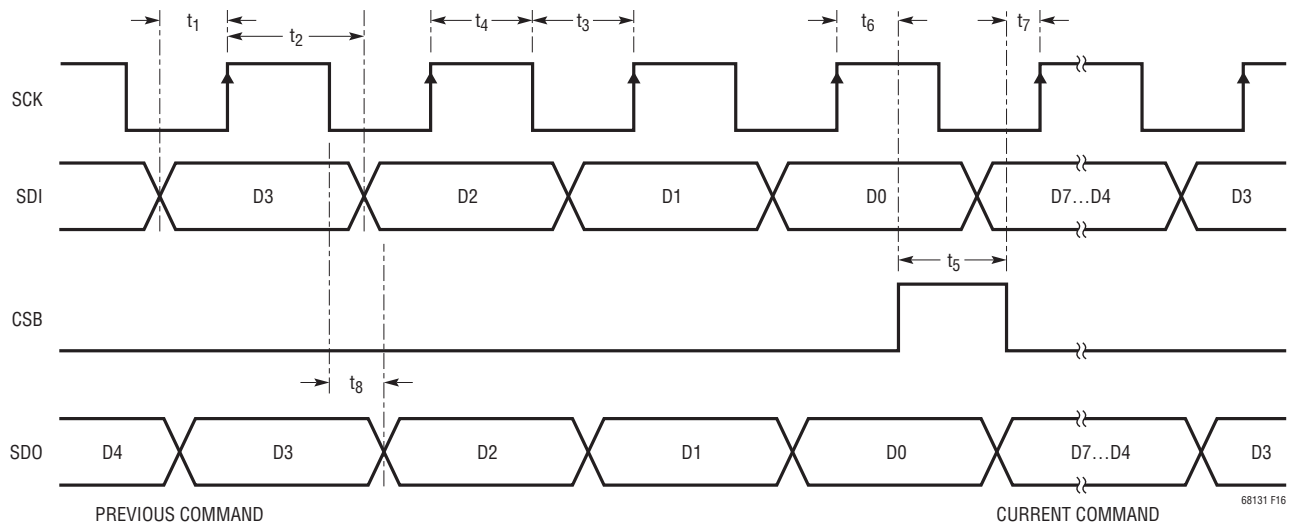 t1 t2 t4 t3 t6 t7
SCK
SDI D3 D2 D1 D0 D7...D4 D3
t5
CSB
t8
SDO D4 D3 D2 D1 D0 D7...D4 D3
68131 F16
PREVIOUS COMMAND CURRENT COMMAND